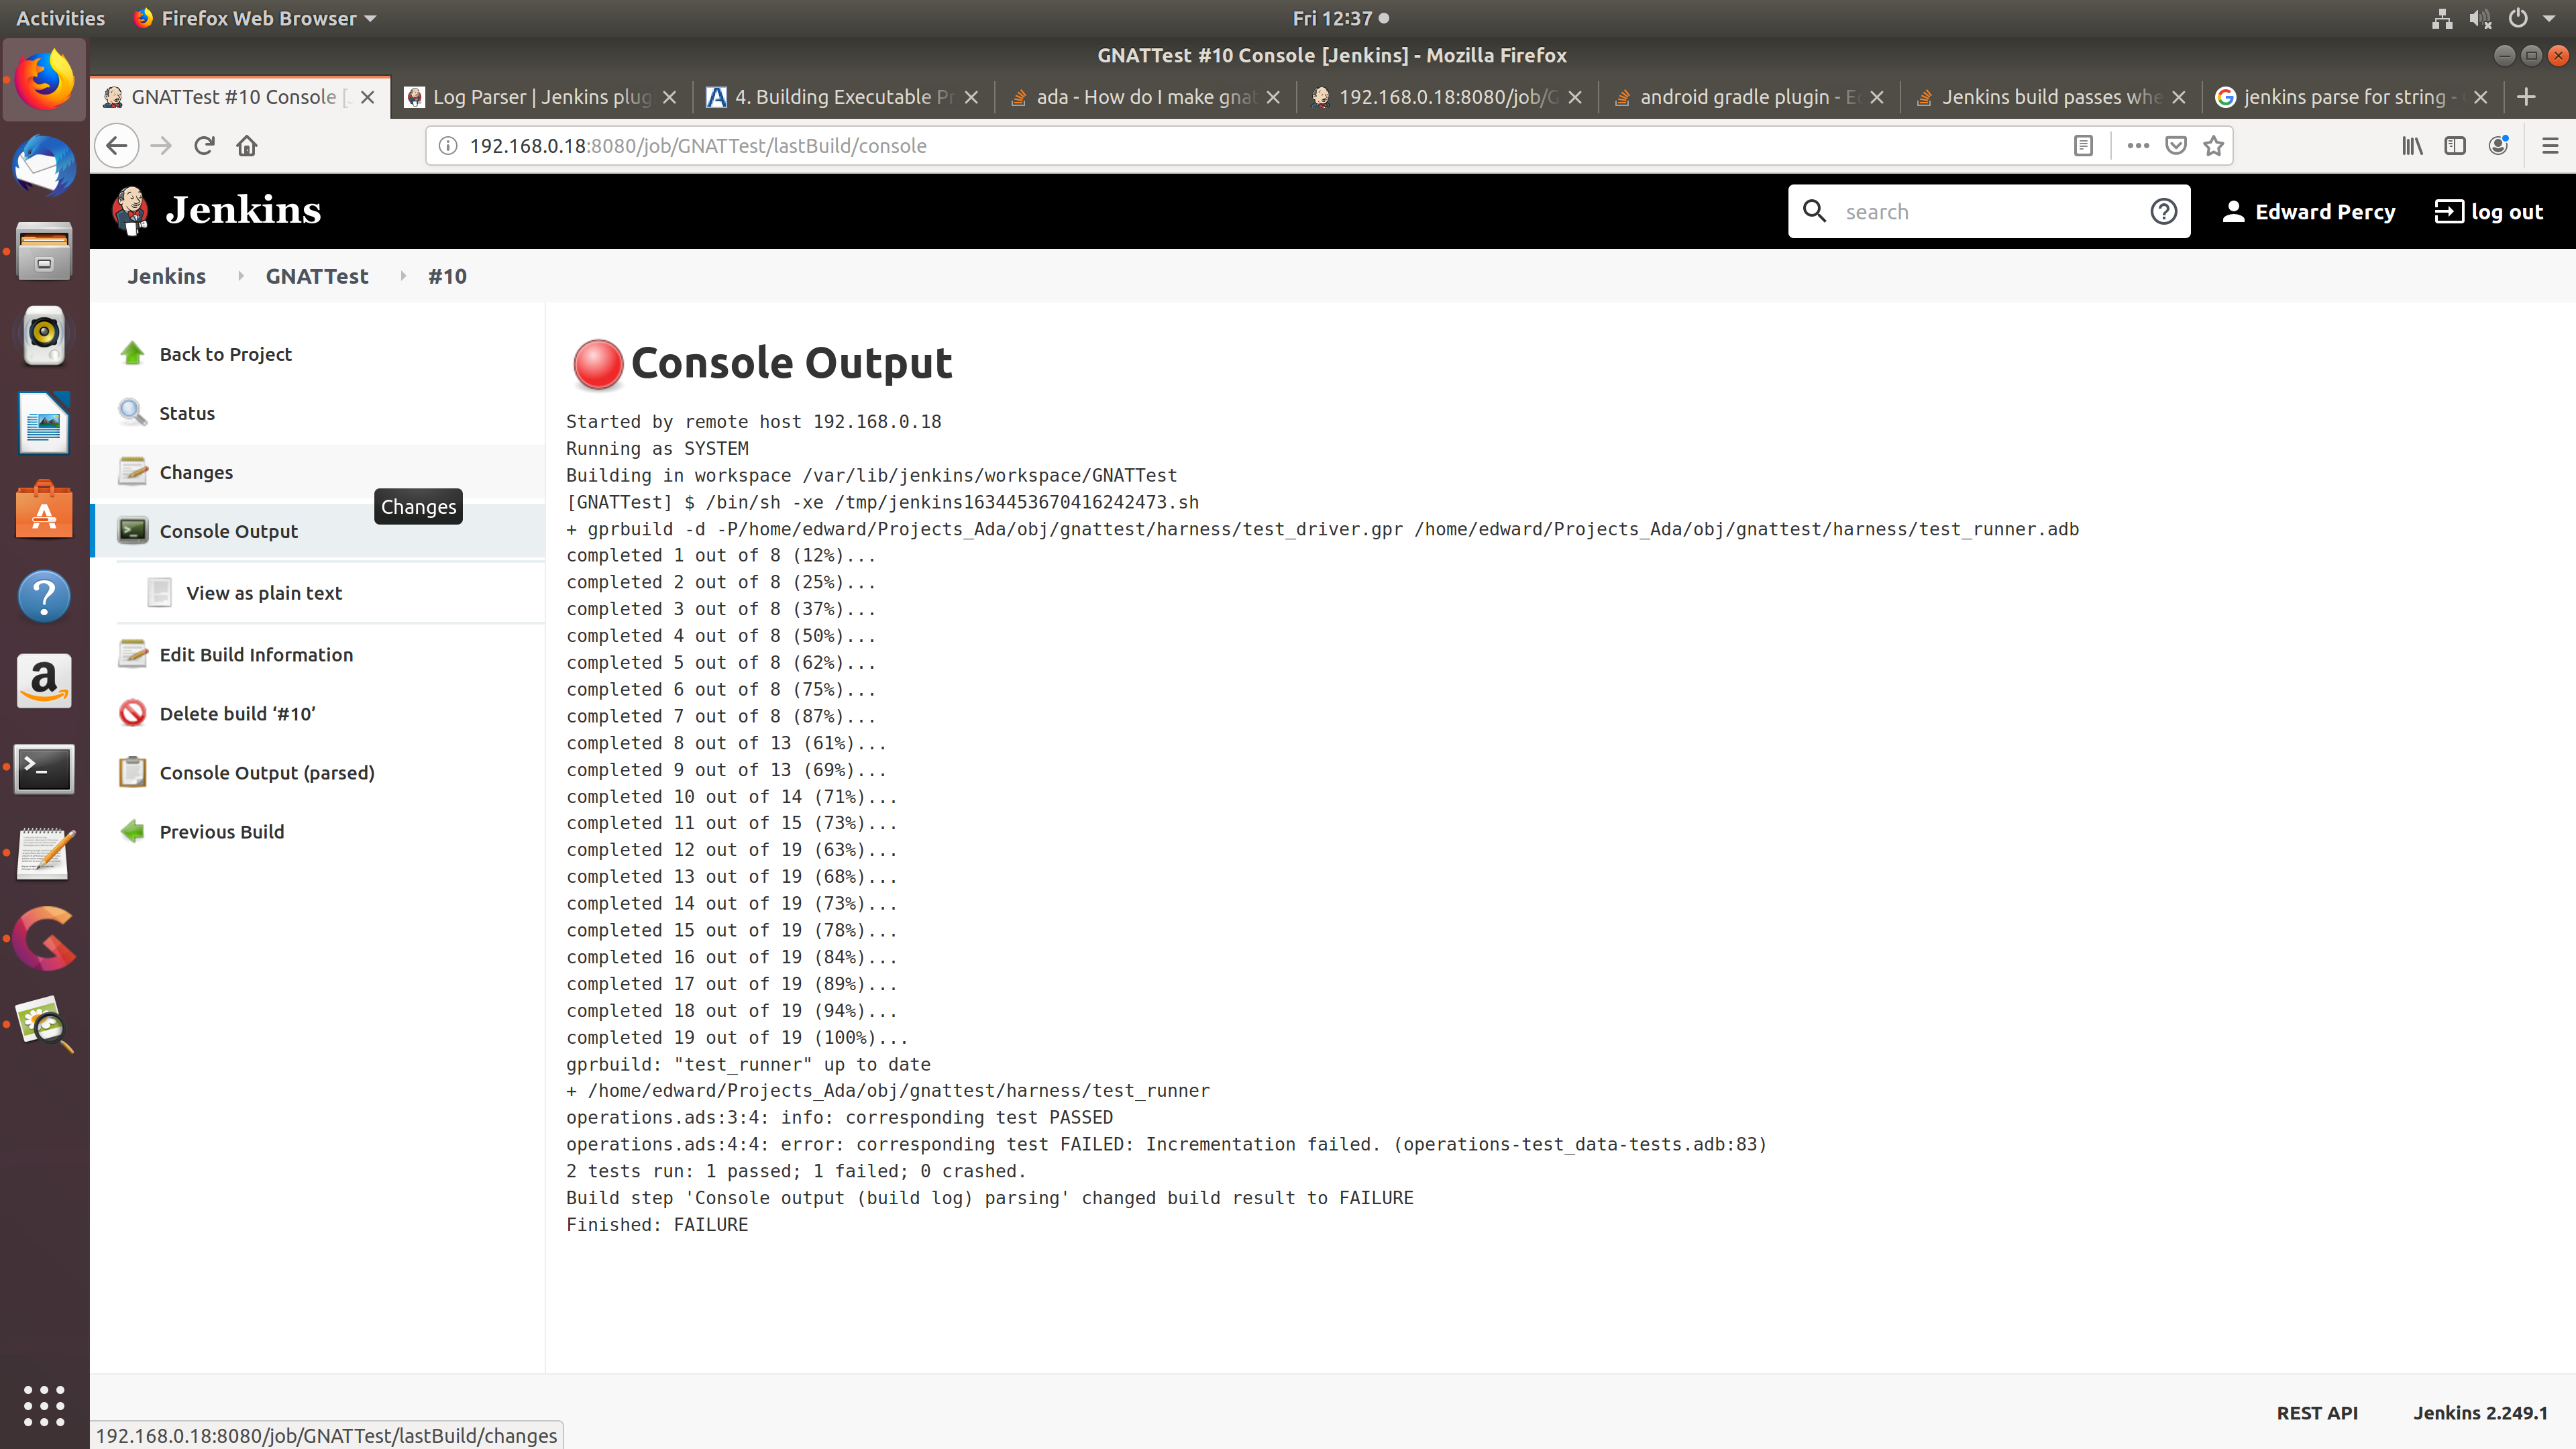 Activities Firefox Web Browser Fri 12:37
GNATTest #10 Console [Jenkins] - Mozilla Firefox
GNATTest #10 Console [J Log Parser | Jenkins plug 4. Building Executable Pr ada - How do I make gnat 192.168.0.18:8080/job/G android gradle plugin - Ec Jenkins build passes whe jenkins parse for string -
192.168.0.18:8080/job/GNATTest/lastBuild/console
Jenkins search Edward Percy log out
Jenkins GNATTest #10
Back to Project
Status
Changes
Changes
Console Output
View as plain text
Edit Build Information
Delete build ‘#10’
Console Output (parsed)
Previous Build
Console Output
Started by remote host 192.168.0.18
Running as SYSTEM
Building in workspace /var/lib/jenkins/workspace/GNATTest
[GNATTest] $ /bin/sh -xe /tmp/jenkins1634453670416242473.sh
+ gprbuild -d -P/home/edward/Projects_Ada/obj/gnattest/harness/test_driver.gpr /home/edward/Projects_Ada/obj/gnattest/harness/test_runner.adb
completed 1 out of 8 (12%)...
completed 2 out of 8 (25%)...
completed 3 out of 8 (37%)...
completed 4 out of 8 (50%)...
completed 5 out of 8 (62%)...
completed 6 out of 8 (75%)...
completed 7 out of 8 (87%)...
completed 8 out of 13 (61%)...
completed 9 out of 13 (69%)...
completed 10 out of 14 (71%)...
completed 11 out of 15 (73%)...
completed 12 out of 19 (63%)...
completed 13 out of 19 (68%)...
completed 14 out of 19 (73%)...
completed 15 out of 19 (78%)...
completed 16 out of 19 (84%)...
completed 17 out of 19 (89%)...
completed 18 out of 19 (94%)...
completed 19 out of 19 (100%)...
gprbuild: "test_runner" up to date
+ /home/edward/Projects_Ada/obj/gnattest/harness/test_runner
operations.ads:3:4: info: corresponding test PASSED
operations.ads:4:4: error: corresponding test FAILED: Incrementation failed. (operations-test_data-tests.adb:83)
2 tests run: 1 passed; 1 failed; 0 crashed.
Build step 'Console output (build log) parsing' changed build result to FAILURE
Finished: FAILURE
REST API Jenkins 2.249.1
192.168.0.18:8080/job/GNATTest/lastBuild/changes